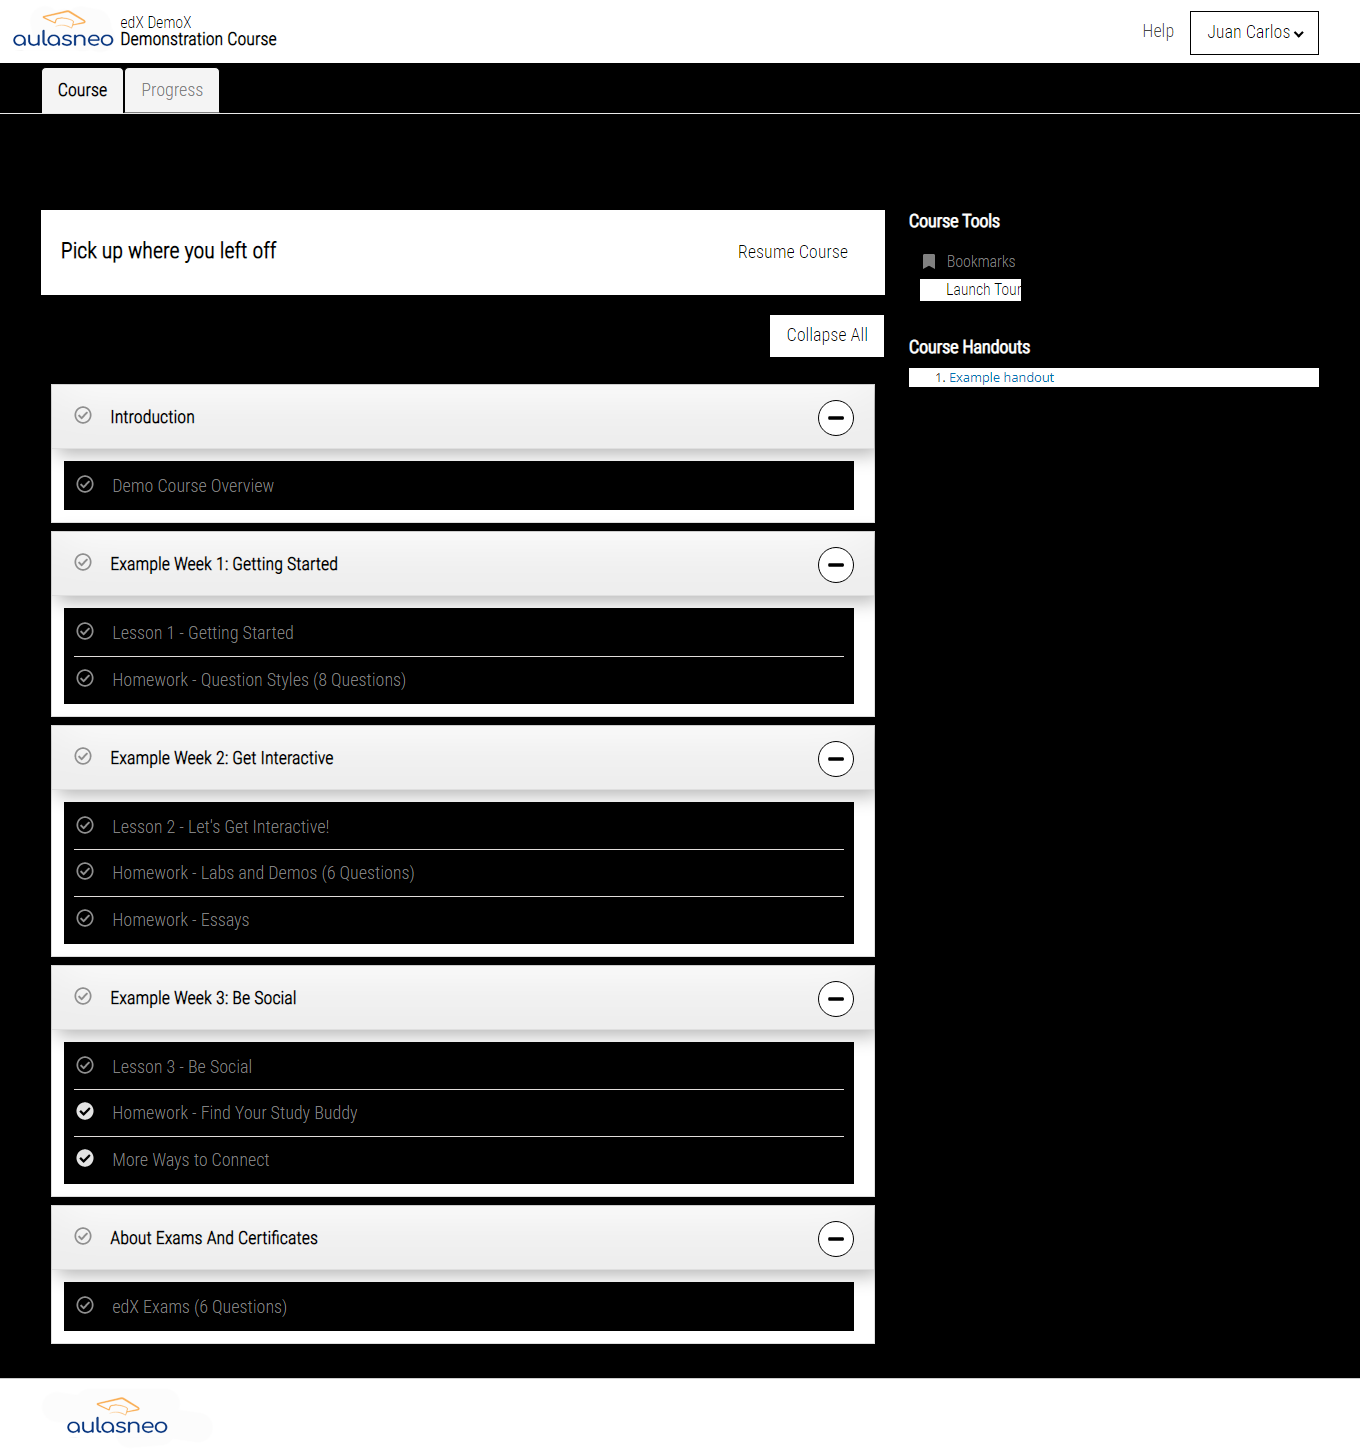 edX DemoX
aulasneo Demonstration Course
Help
Juan Carlos
Course
Progress
Pick up where you left off
Resume Course
Collapse All
Introduction
Demo Course Overview
Example Week 1: Getting Started
Lesson 1 - Getting Started
Homework - Question Styles (8 Questions)
Example Week 2: Get Interactive
Lesson 2 - Let's Get Interactive!
Homework - Labs and Demos (6 Questions)
Homework - Essays
Example Week 3: Be Social
Lesson 3 - Be Social
Homework - Find Your Study Buddy
More Ways to Connect
About Exams And Certificates
edX Exams (6 Questions)
Course Tools
Bookmarks
Launch Tour
Course Handouts
1. Example handout
aulasneo